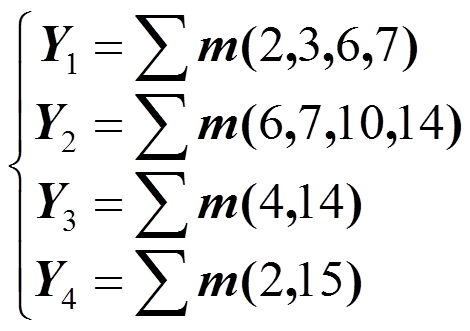 Y₁ = ∑ m(2,3,6,7)
Y₂ = ∑ m(6,7,10,14)
Y₃ = ∑ m(4,14)
Y₄ = ∑ m(2,15)